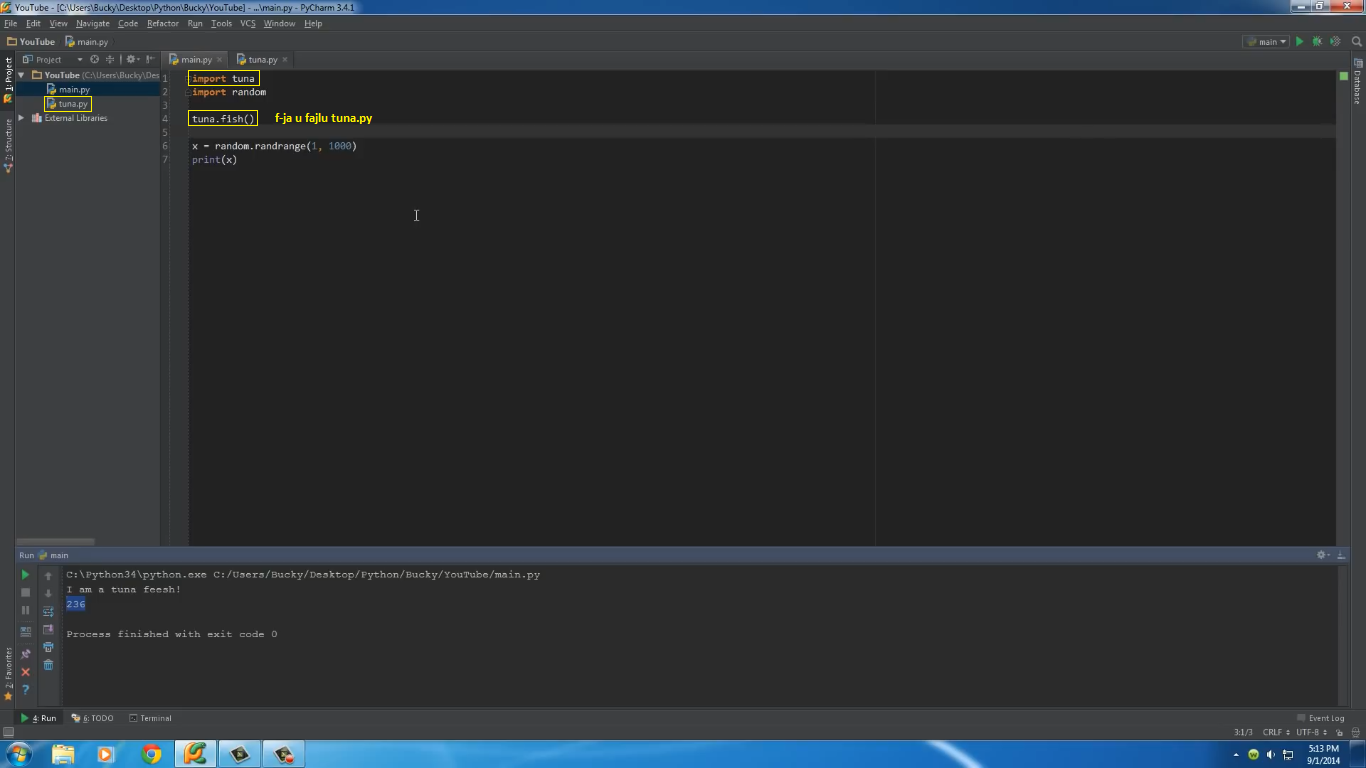 YouTube - [C:\Users\Bucky\Desktop\Python\Bucky\YouTube] - ...\main.py - PyCharm 3.4.1
File Edit View Navigate Code Refactor Run Tools VCS Window Help
YouTube main.py main
Project main.py tuna.py
1: Project
YouTube (C:\Users\Bucky\Des
main.py
tuna.py
External Libraries
2: Structure
2: Favorites
Database
1 import tuna
2 import random
3
4 tuna.fish() f-ja u fajlu tuna.py
5
6 x = random.randrange(1, 1000)
7 print(x)
Run main
C:\Python34\python.exe C:/Users/Bucky/Desktop/Python/Bucky/YouTube/main.py
I am a tuna feesh!
236
Process finished with exit code 0
4: Run 6: TODO Terminal Event Log
3:1/3 CRLF UTF-8
5:13 PM
9/1/2014